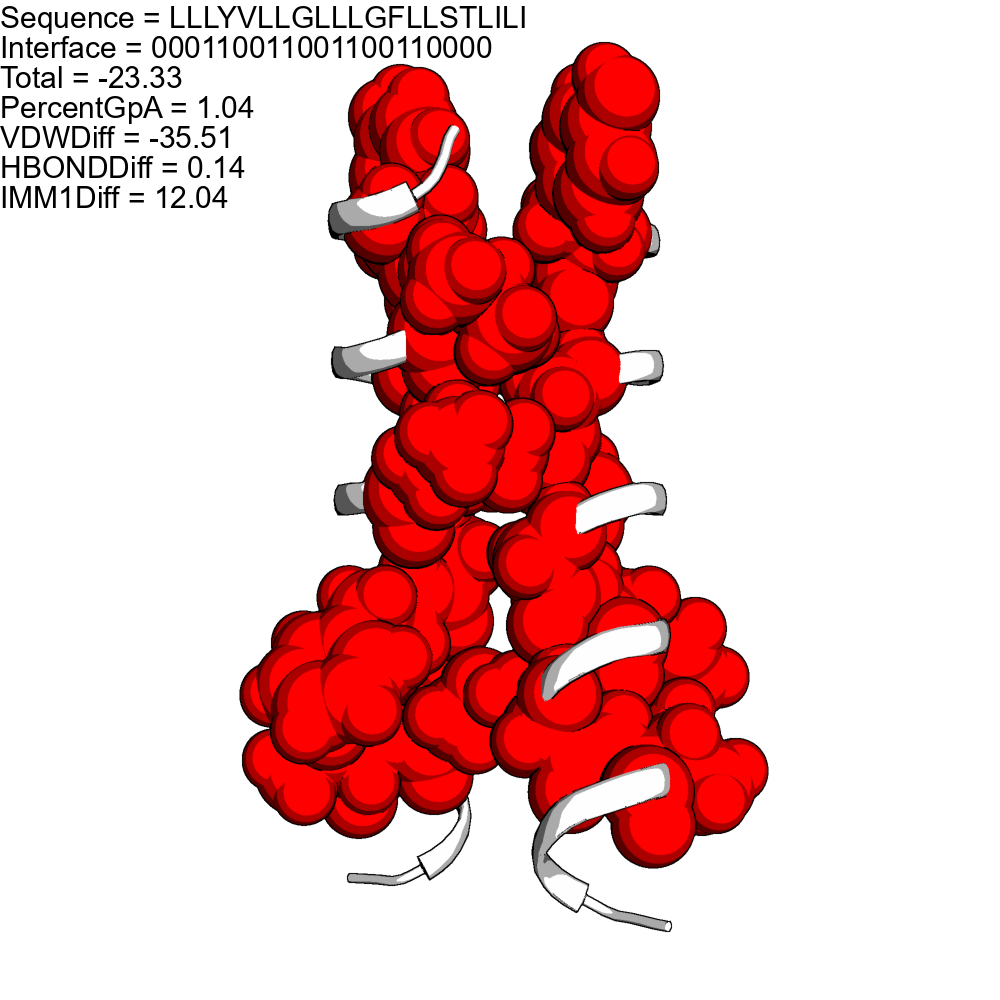 Sequence = LLLYVLLGLLLGFLLSTLILI
Interface = 000110011001100110000
Total = -23.33
PercentGpA = 1.04
VDWDiff = -35.51
HBONDDiff = 0.14
IMM1Diff = 12.04